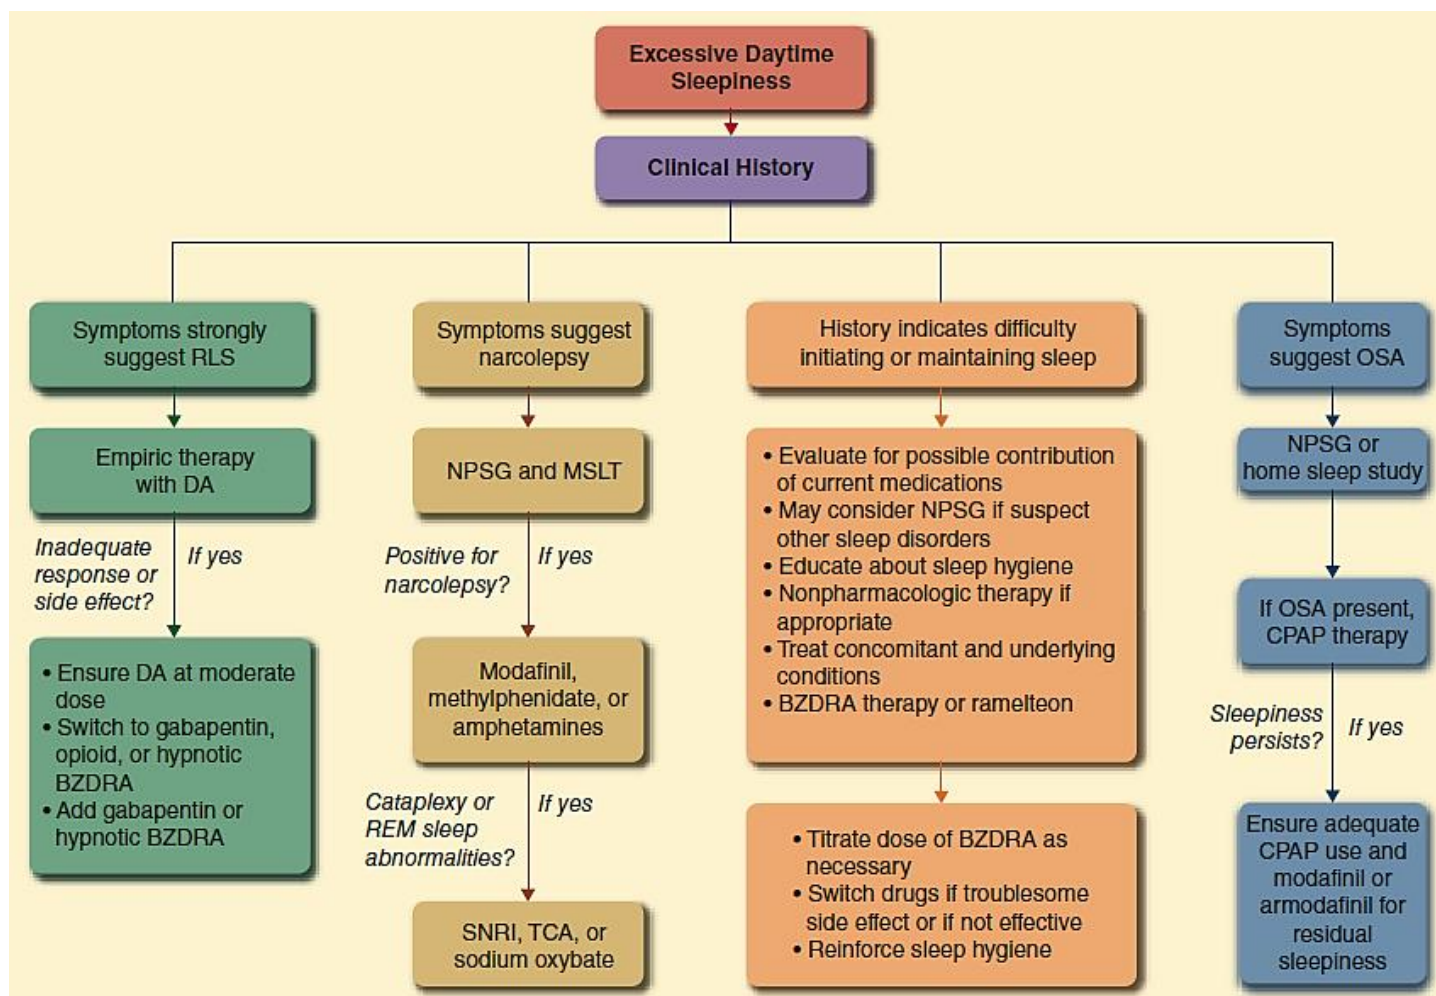 Excessive Daytime
Sleepiness
Clinical History
Symptoms strongly
suggest RLS
Empiric therapy
with DA
Inadequate
response or
side effect?
If yes
• Ensure DA at moderate
dose
• Switch to gabapentin,
opioid, or hypnotic
BZDRA
• Add gabapentin or
hypnotic BZDRA
Symptoms suggest
narcolepsy
NPSG and MSLT
Positive for
narcolepsy?
If yes
Modafinil,
methylphenidate, or
amphetamines
Cataplexy or
REM sleep
abnormalities?
If yes
SNRI, TCA, or
sodium oxybate
History indicates difficulty
initiating or maintaining sleep
• Evaluate for possible contribution
of current medications
• May consider NPSG if suspect
other sleep disorders
• Educate about sleep hygiene
• Nonpharmacologic therapy if
appropriate
• Treat concomitant and underlying
conditions
• BZDRA therapy or ramelteon
• Titrate dose of BZDRA as
necessary
• Switch drugs if troublesome
side effect or if not effective
• Reinforce sleep hygiene
Symptoms
suggest OSA
NPSG or
home sleep study
If OSA present,
CPAP therapy
Sleepiness
persists?
If yes
Ensure adequate
CPAP use and
modafinil or
armodafinil for
residual
sleepiness